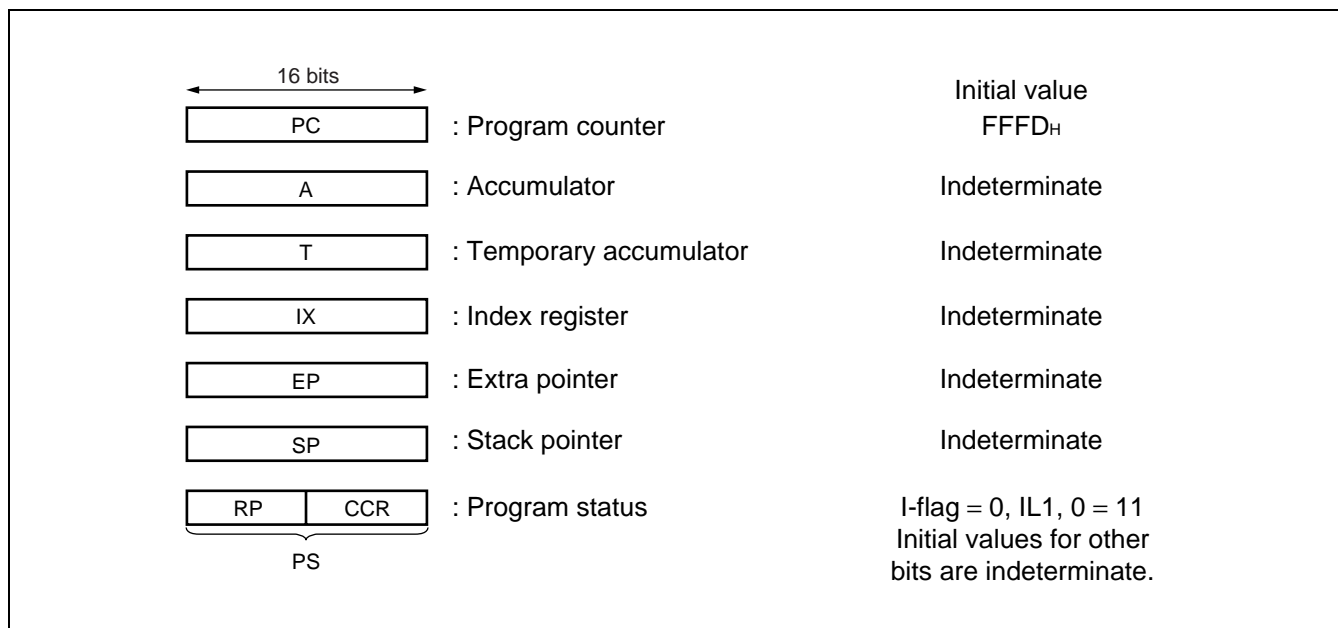 16 bits
Initial value
PC : Program counter FFFDH
A : Accumulator Indeterminate
T : Temporary accumulator Indeterminate
IX : Index register Indeterminate
EP : Extra pointer Indeterminate
SP : Stack pointer Indeterminate
RP CCR : Program status I-flag = 0, IL1, 0 = 11
Initial values for other
PS
bits are indeterminate.